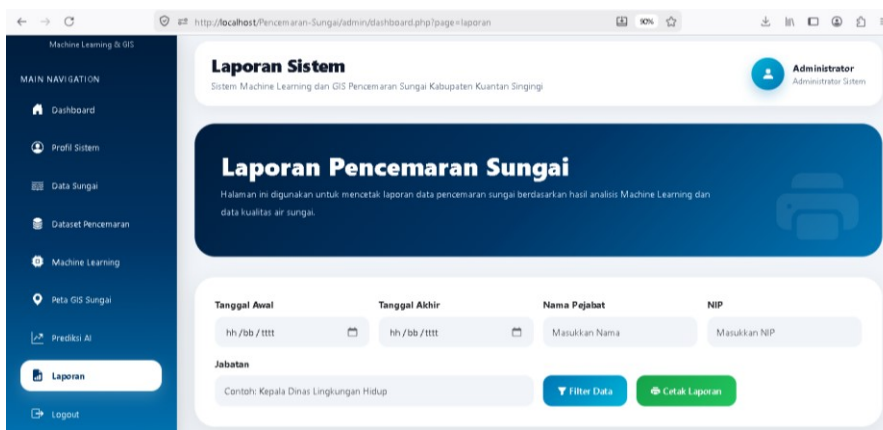 http://localhost/Pencemaran-Sungai/admin/dashboard.php?page=laporan
90%
Machine Learning & GIS
MAIN NAVIGATION
Dashboard
Profil Sistem
Data Sungai
Dataset Pencemaran
Machine Learning
Peta GIS Sungai
Prediksi AI
Laporan
Logout
Laporan Sistem
Sistem Machine Learning dan GIS Pencemaran Sungai Kabupaten Kuantan Singingi
Administrator
Administrator Sistem
Laporan Pencemaran Sungai
Halaman ini digunakan untuk mencetak laporan data pencemaran sungai berdasarkan hasil analisis Machine Learning dan
data kualitas air sungai.
Tanggal Awal
hh / bb / tttt
Tanggal Akhir
hh / bb / tttt
Nama Pejabat
Masukkan Nama
NIP
Masukkan NIP
Jabatan
Contoh: Kepala Dinas Lingkungan Hidup
Filter Data
Cetak Laporan